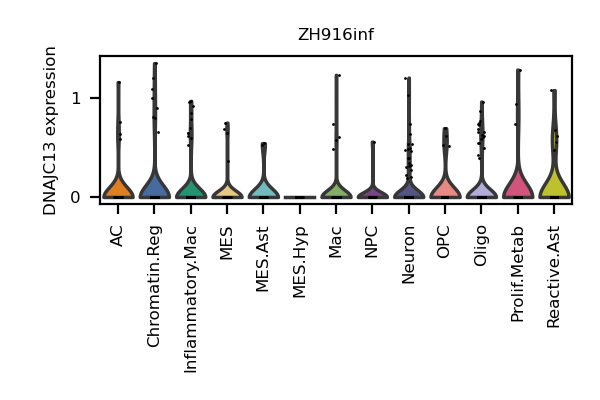 ZH916inf
DNAJC13 expression
1
0
AC
Chromatin.Reg
Inflammatory.Mac
MES
MES.Ast
MES.Hyp
Mac
NPC
Neuron
OPC
Oligo
Prolif.Metab
Reactive.Ast